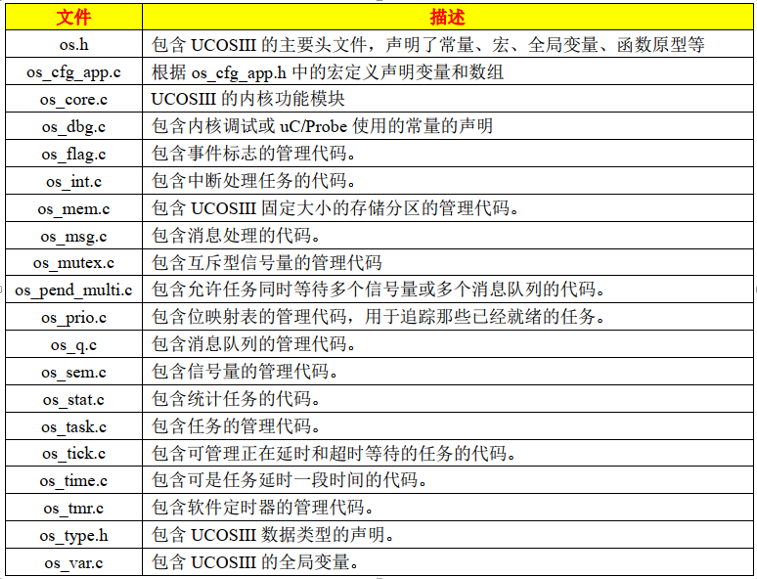 文件 描述
os.h 包含 UCOSIII 的主要头文件，声明了常量、宏、全局变量、函数原型等
os_cfg_app.c 根据 os_cfg_app.h 中的宏定义声明变量和数组
os_core.c UCOSIII 的内核功能模块
os_dbg.c 包含内核调试或 uC/Probe 使用的常量的声明
os_flag.c 包含事件标志的管理代码。
os_int.c 包含中断处理任务的代码。
os_mem.c 包含 UCOSIII 固定大小的存储分区的管理代码。
os_msg.c 包含消息处理的代码。
os_mutex.c 包含互斥型信号量的管理代码
os_pend_multi.c 包含允许任务同时等待多个信号量或多个消息队列的代码。
os_prio.c 包含位映射表的管理代码，用于追踪那些已经就绪的任务。
os_q.c 包含消息队列的管理代码。
os_sem.c 包含信号量的管理代码。
os_stat.c 包含统计任务的代码。
os_task.c 包含任务的管理代码。
os_tick.c 包含可管理正在延时和超时等待的任务的代码。
os_time.c 包含可是任务延时一段时间的代码。
os_tmr.c 包含软件定时器的管理代码。
os_type.h 包含 UCOSIII 数据类型的声明。
os_var.c 包含 UCOSIII 的全局变量。